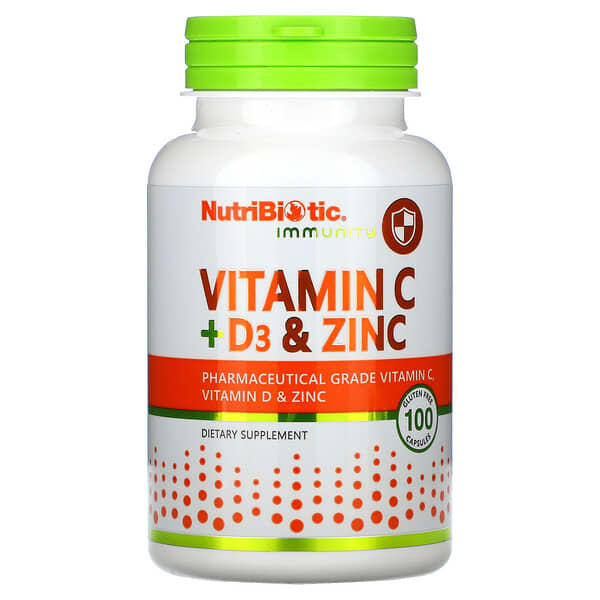 NutriBiotic.
immunity
VITAMIN C
+ D3 & ZINC
PHARMACEUTICAL GRADE VITAMIN C,
VITAMIN D & ZINC
GLUTEN FREE
100
CAPSULES
DIETARY SUPPLEMENT